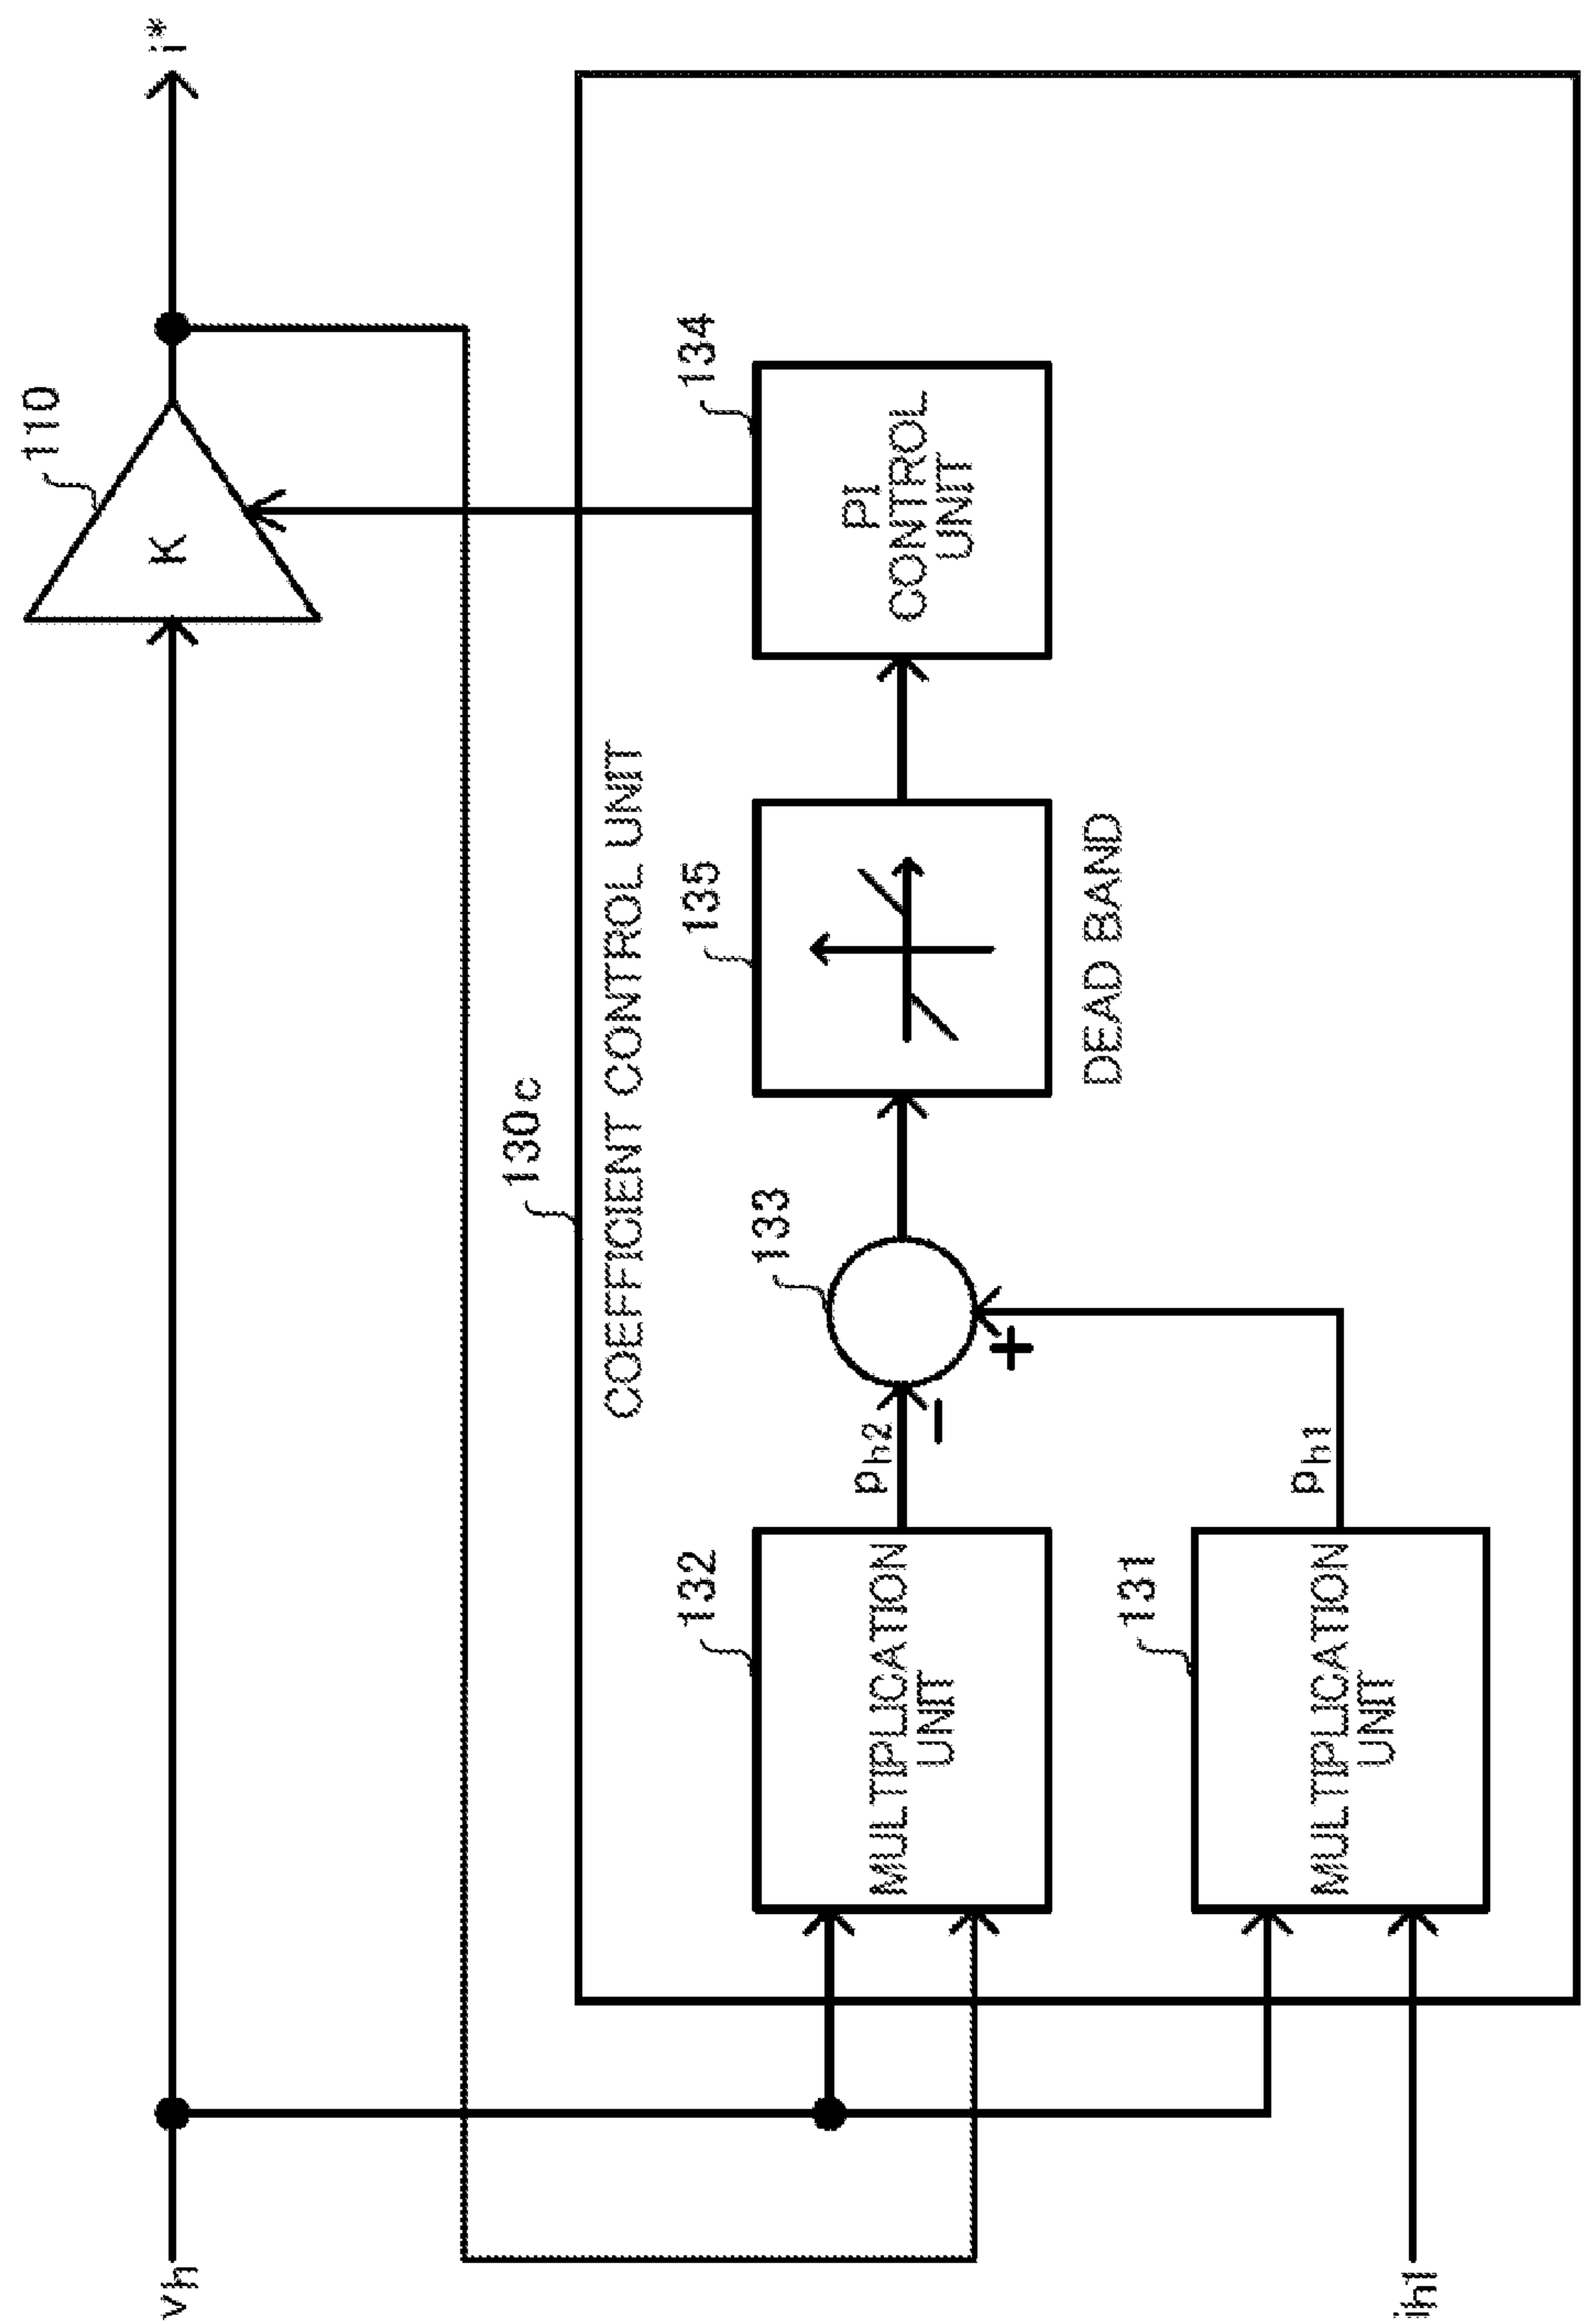 vh
110
K
i*
130c
COEFFICIENT CONTROL UNIT
132
MULTIPLICATION
UNIT
ph2
−
133
+
135
DEAD BAND
134
PI
CONTROL
UNIT
131
MULTIPLICATION
UNIT
ph1
ih1